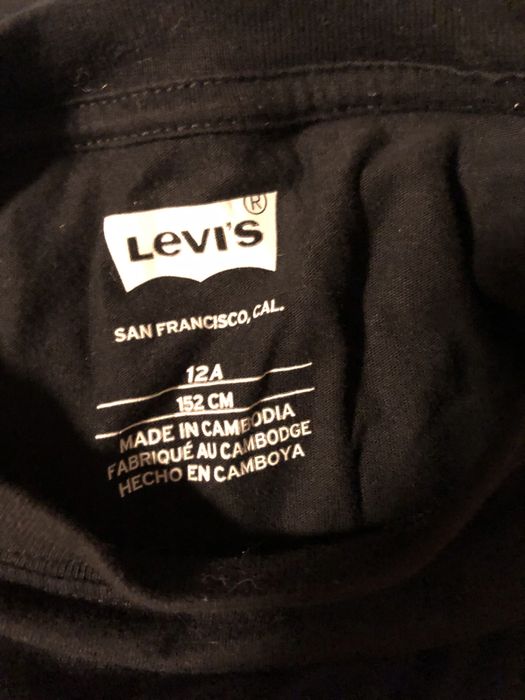 LEVI'S ®
SAN FRANCISCO, CAL.
12A
152 CM
MADE IN CAMBODIA
FABRIQUÉ AU CAMBODGE
HECHO EN CAMBOYA